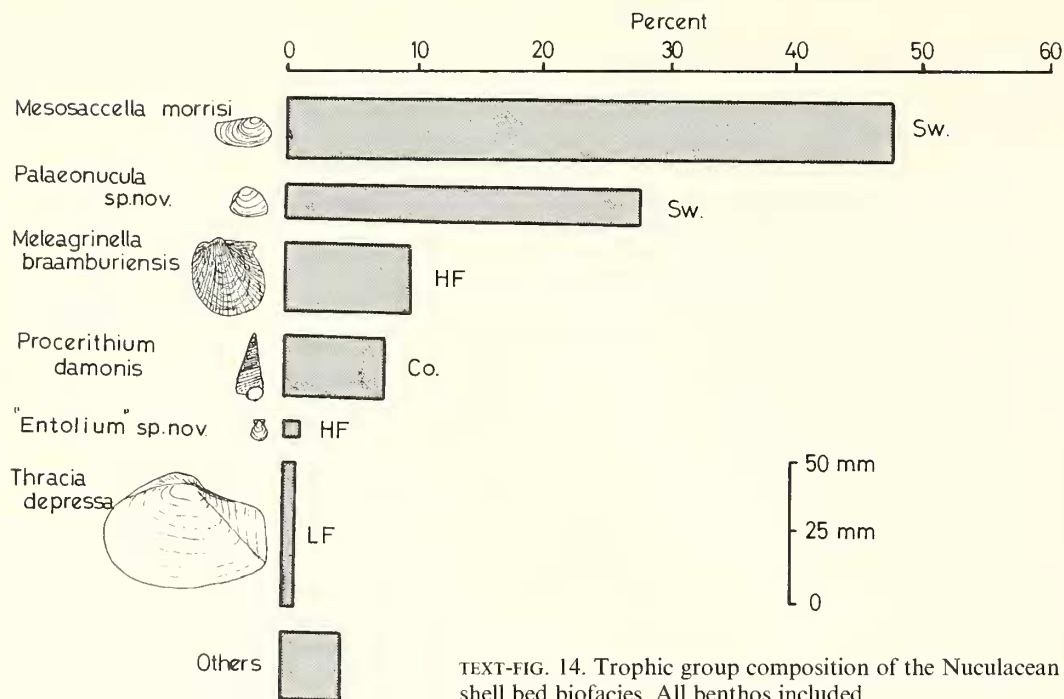 Percent
0 10 20 30 40 50 60
Mesosaccella morrisi
Sw.
Palaeonucula
sp.nov.
Sw.
Meleagrinella
braamburiensis
HF
Procerithium
damonis
Co.
"Entolium" sp.nov.
HF
Thracia
depressa
LF
50 mm
25 mm
0
Others
TEXT-FIG. 14. Trophic group composition of the Nuculacean
shell bed biofacies. All benthos included.